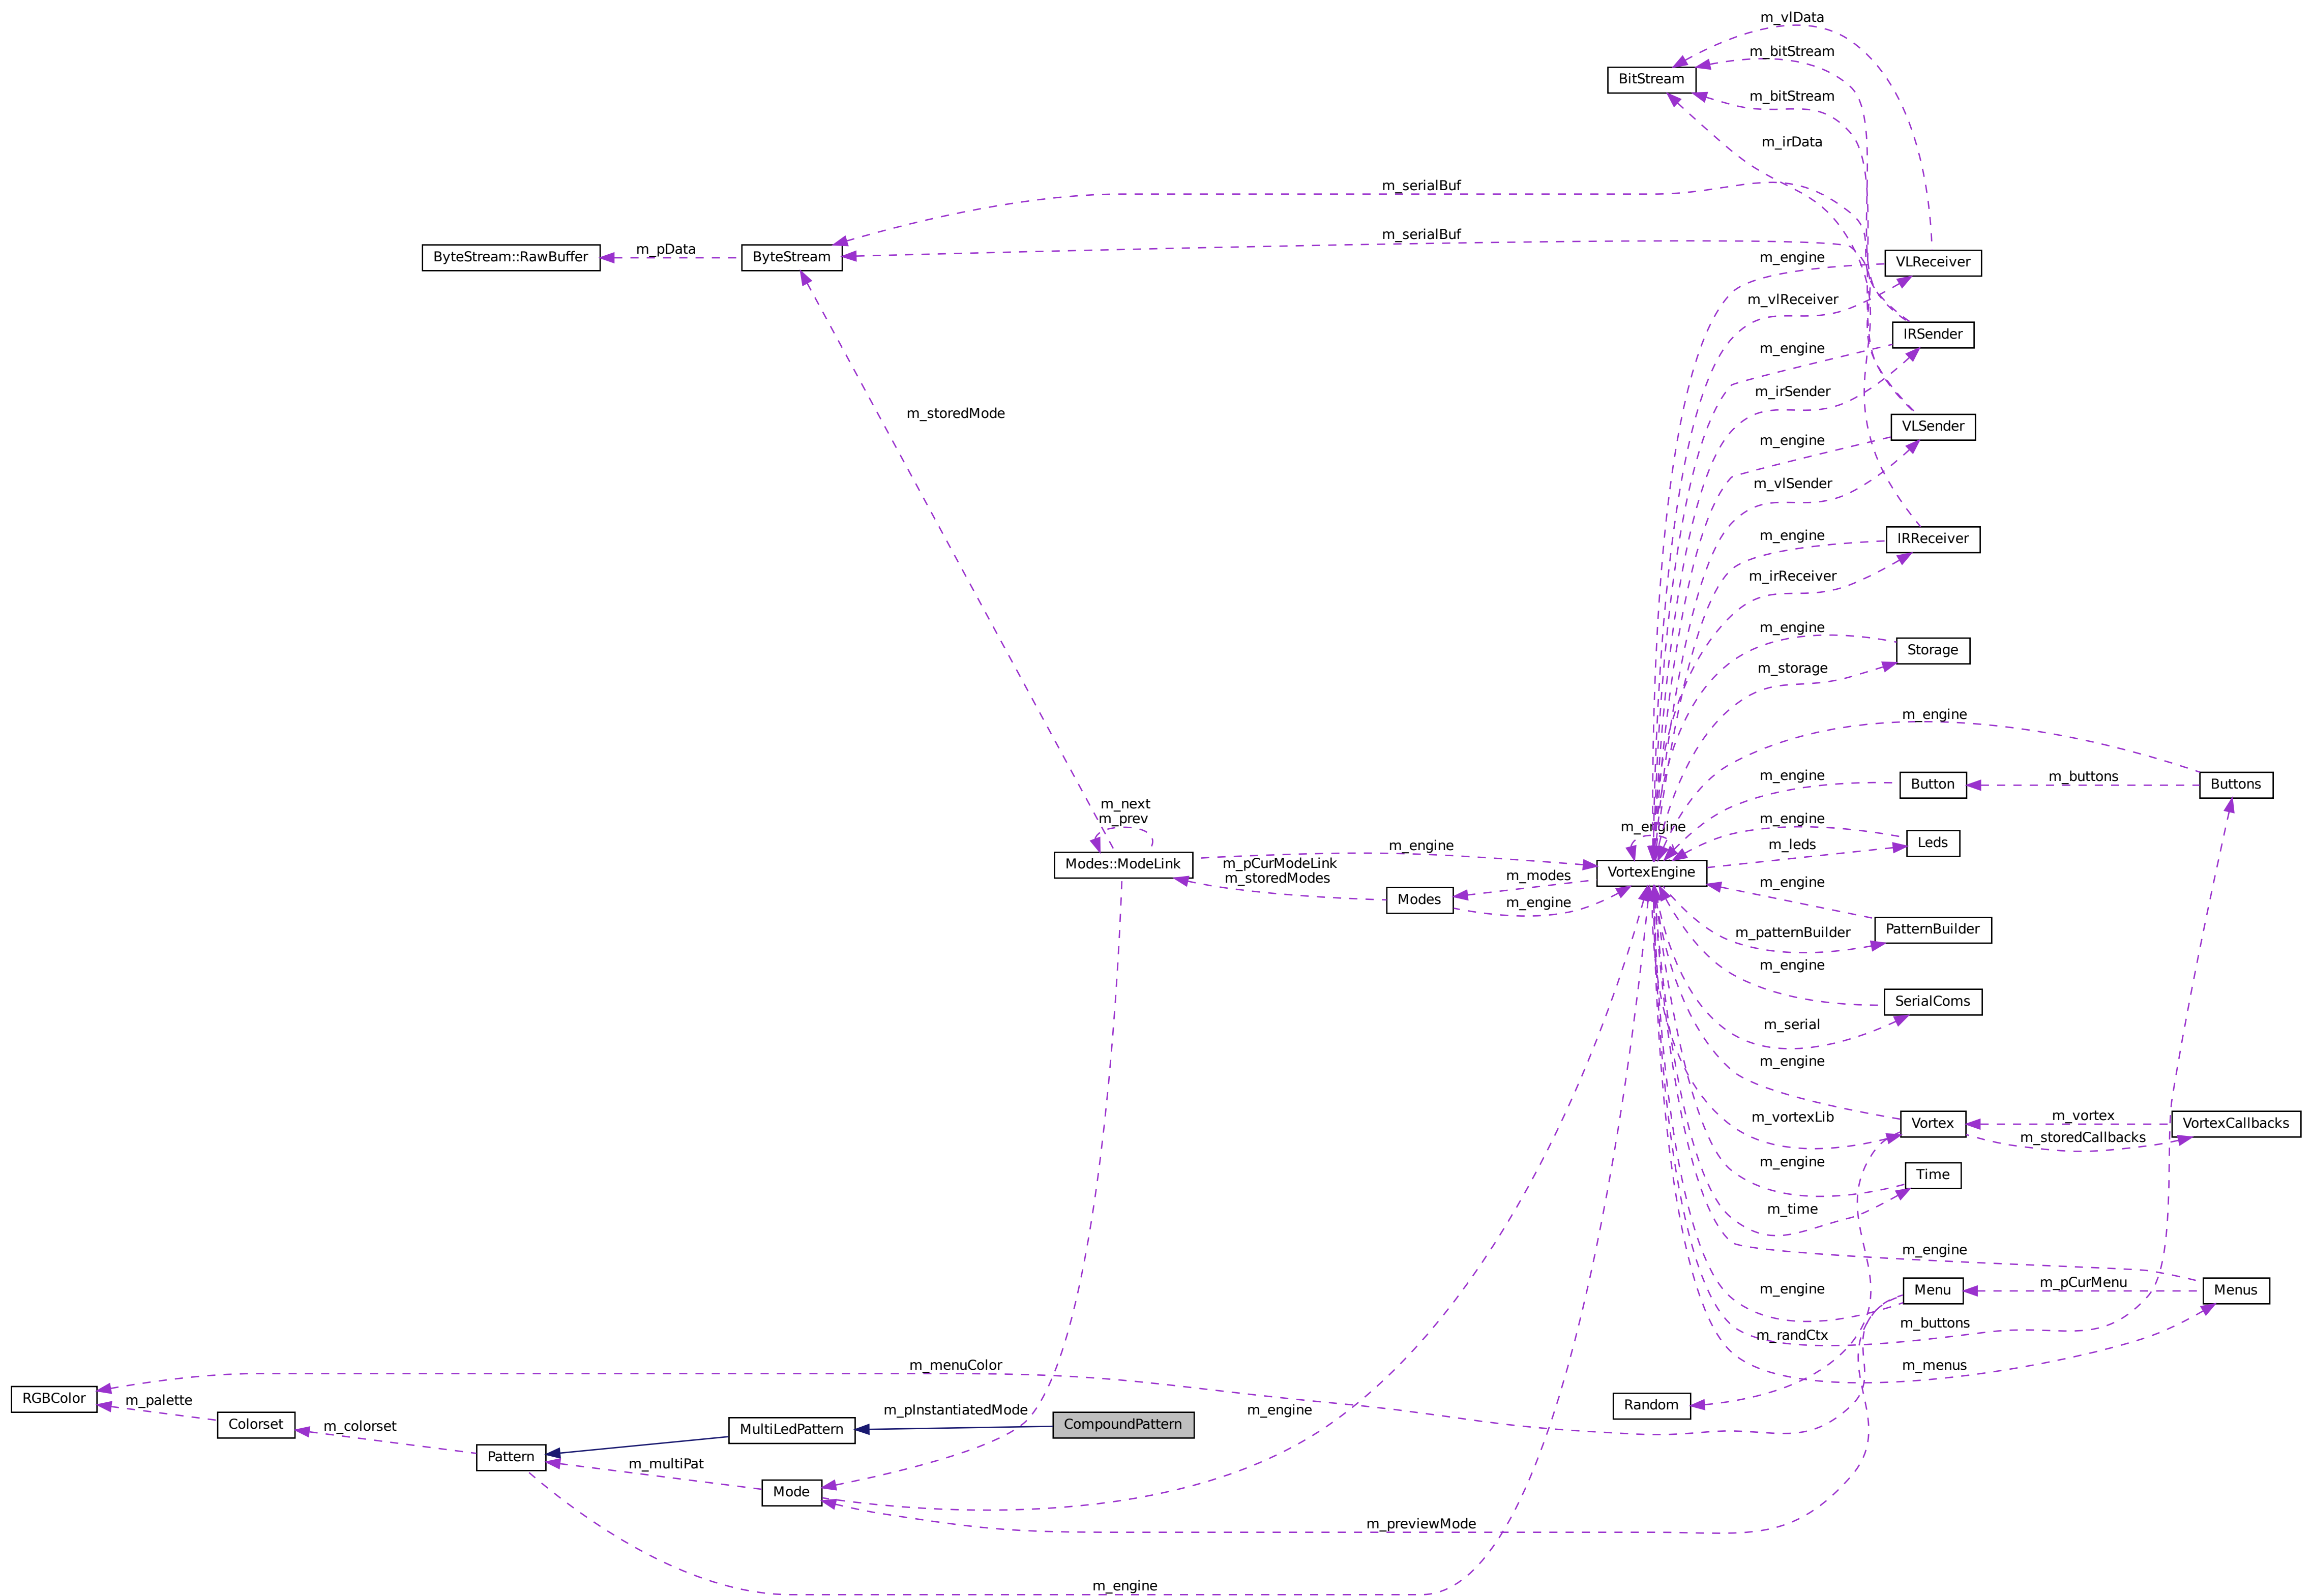 m_vlData
m_bitStream
BitStream
m_bitStream
m_irData
m_serialBuf
m_serialBuf
ByteStream::RawBuffer
m_pData
ByteStream
m_engine
VLReceiver
m_vlReceiver
IRSender
m_engine
m_irSender
m_storedMode
VLSender
m_engine
m_vlSender
m_engine
IRReceiver
m_irReceiver
m_engine
Storage
m_storage
m_engine
m_engine
Button
m_buttons
Buttons
m_next
m_prev
m_engine
m_engine
Leds
m_leds
m_engine
Modes::ModeLink
m_pCurModeLink
m_storedModes
m_modes
VortexEngine
m_engine
Modes
m_engine
m_patternBuilder
PatternBuilder
m_engine
SerialComs
m_serial
m_engine
m_vortexLib
Vortex
m_vortex
VortexCallbacks
m_storedCallbacks
m_engine
Time
m_time
m_engine
m_engine
Menu
m_pCurMenu
Menus
m_randCtx
m_buttons
m_menuColor
m_menus
RGBColor
m_palette
Colorset
m_colorset
Random
m_pInstantiatedMode
m_engine
MultiLedPattern
CompoundPattern
Pattern
m_multiPat
Mode
m_previewMode
m_engine